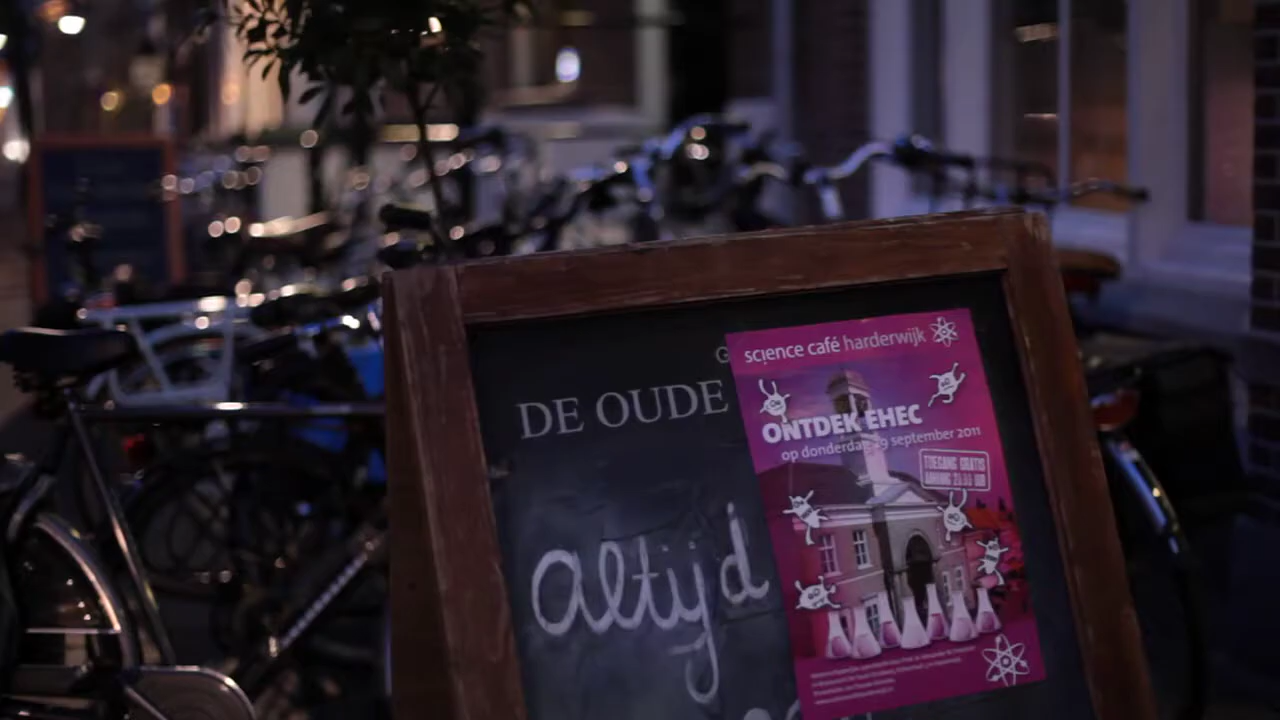 G
DE OUDE
altijd
science café harderwijk
ONTDEK EHEC
op donderdag 29 september 2011
TOEGANG GRATIS
AANVANG 20.00 UUR